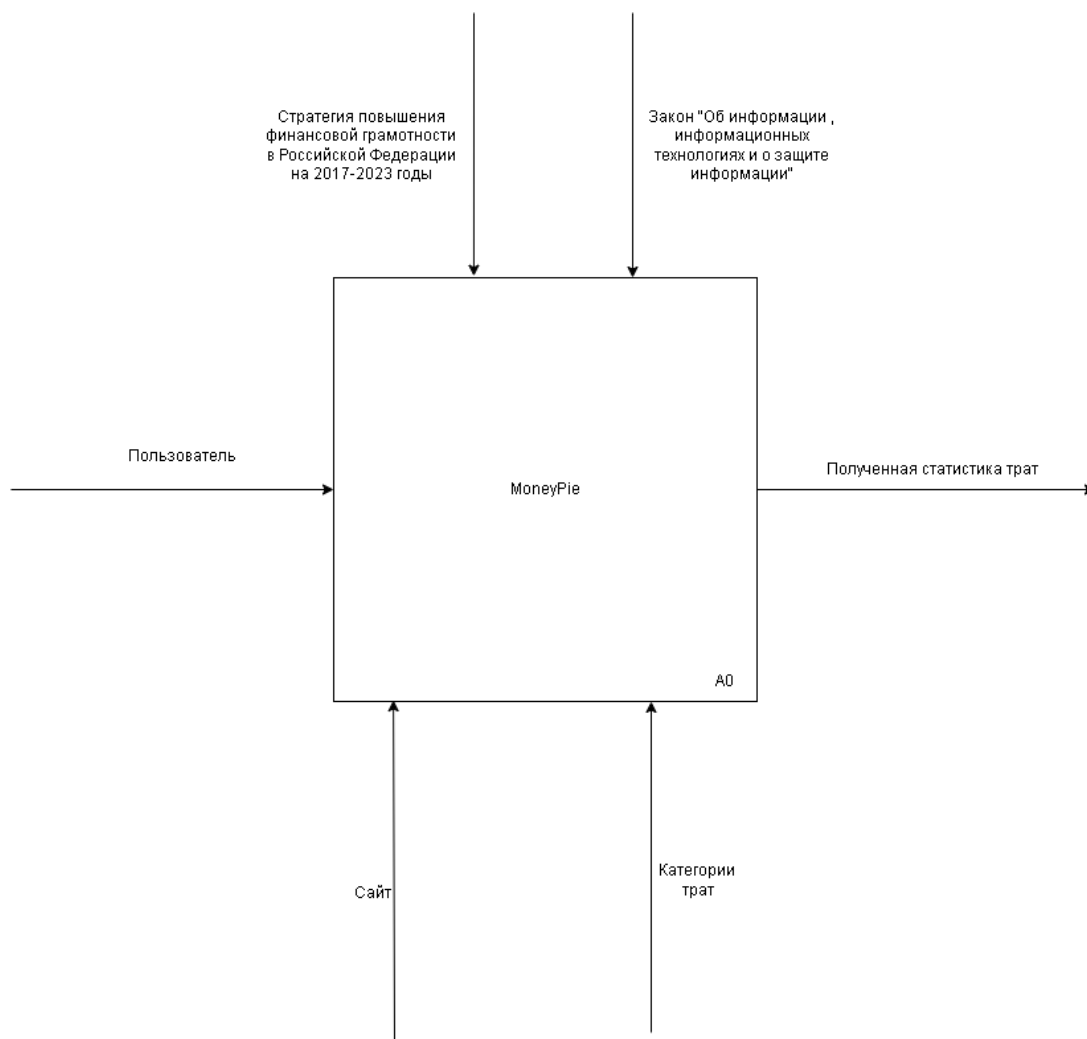 Стратегия повышения
финансовой грамотности
в Российской Федерации
на 2017-2023 годы
Закон "Об информации ,
информационных
технологиях и о защите
информации"
Пользователь
MoneyPie
Полученная статистика трат
A0
Сайт
Категории
трат